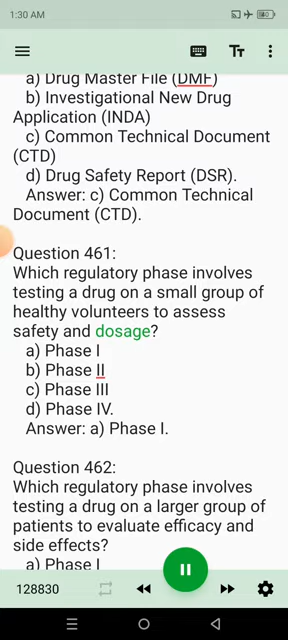 1:30 AM
a) Drug Master File (DMF)
b) Investigational New Drug
Application (INDA)
c) Common Technical Document
(CTD)
d) Drug Safety Report (DSR).
Answer: c) Common Technical
Document (CTD).
Question 461:
Which regulatory phase involves
testing a drug on a small group of
healthy volunteers to assess
safety and dosage?
a) Phase I
b) Phase II
c) Phase III
d) Phase IV.
Answer: a) Phase I.
Question 462:
Which regulatory phase involves
testing a drug on a larger group of
patients to evaluate efficacy and
side effects?
a) Phase I
128830